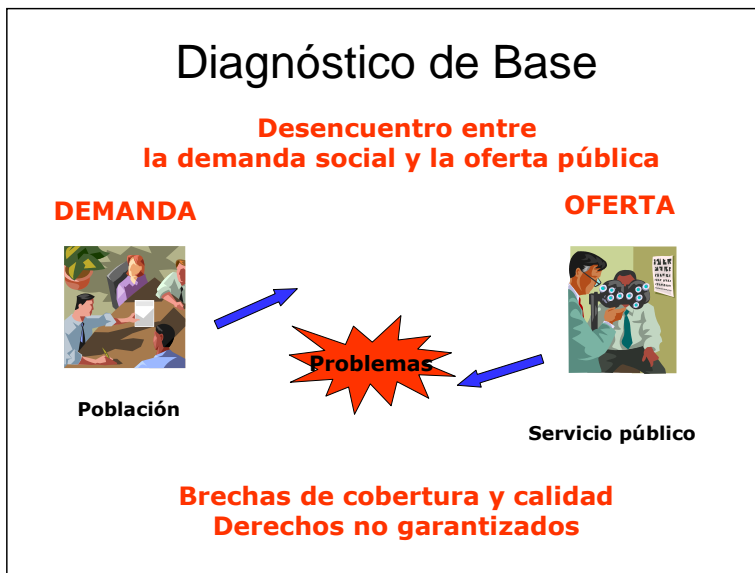 Diagnóstico de Base
Desencuentro entre
la demanda social y la oferta pública
DEMANDA
OFERTA
Problemas
Población
Servicio público
Brechas de cobertura y calidad
Derechos no garantizados